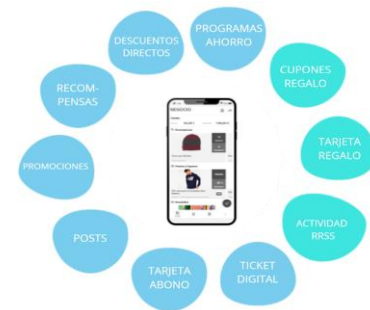 PROGRAMAS
AHORRO
DESCUENTOS
DIRECTOS
CUPONES
REGALO
RECOM-
PENSAS
TARJETA
REGALO
PROMOCIONES
ACTIVIDAD
RRSS
POSTS
TICKET
DIGITAL
TARJETA
ABONO